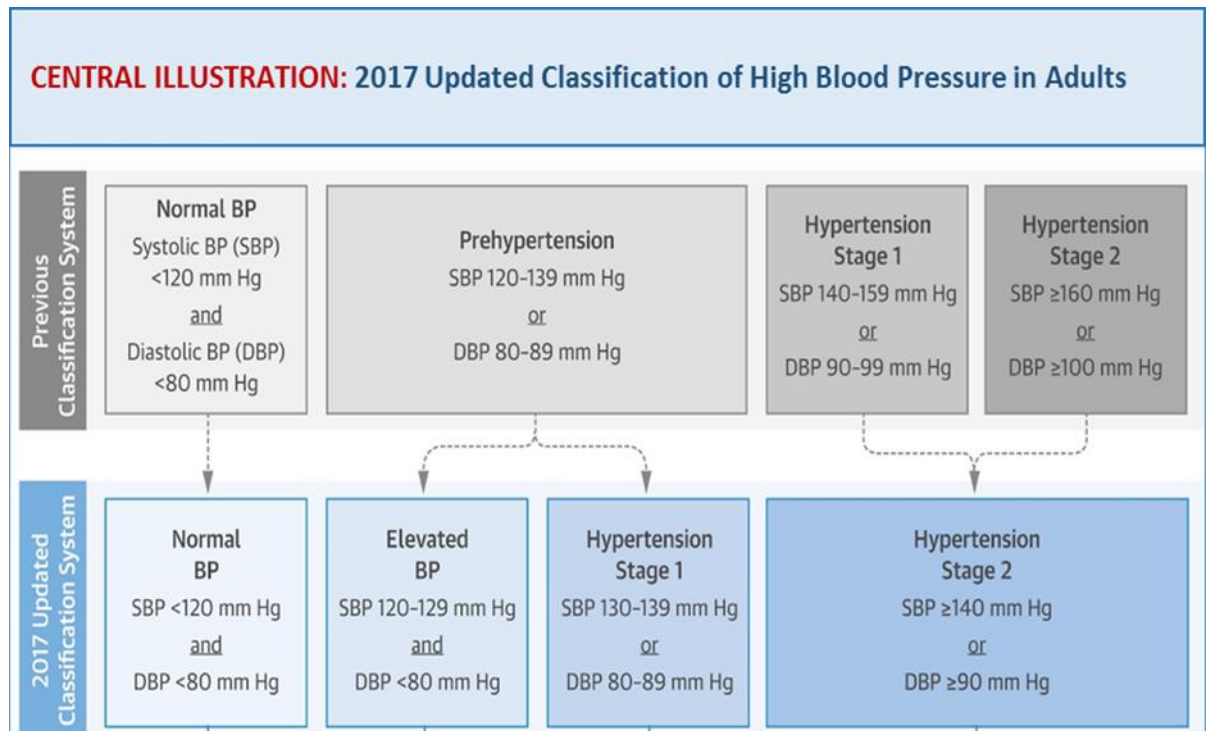 CENTRAL ILLUSTRATION: 2017 Updated Classification of High Blood Pressure in Adults
Previous
Classification System
Normal BP
Systolic BP (SBP)
<120 mm Hg
and
Diastolic BP (DBP)
<80 mm Hg
Prehypertension
SBP 120-139 mm Hg
or
DBP 80-89 mm Hg
Hypertension
Stage 1
SBP 140-159 mm Hg
or
DBP 90-99 mm Hg
Hypertension
Stage 2
SBP ≥160 mm Hg
or
DBP ≥100 mm Hg
2017 Updated
Classification System
Normal
BP
SBP <120 mm Hg
and
DBP <80 mm Hg
Elevated
BP
SBP 120-129 mm Hg
and
DBP <80 mm Hg
Hypertension
Stage 1
SBP 130-139 mm Hg
or
DBP 80-89 mm Hg
Hypertension
Stage 2
SBP ≥140 mm Hg
or
DBP ≥90 mm Hg